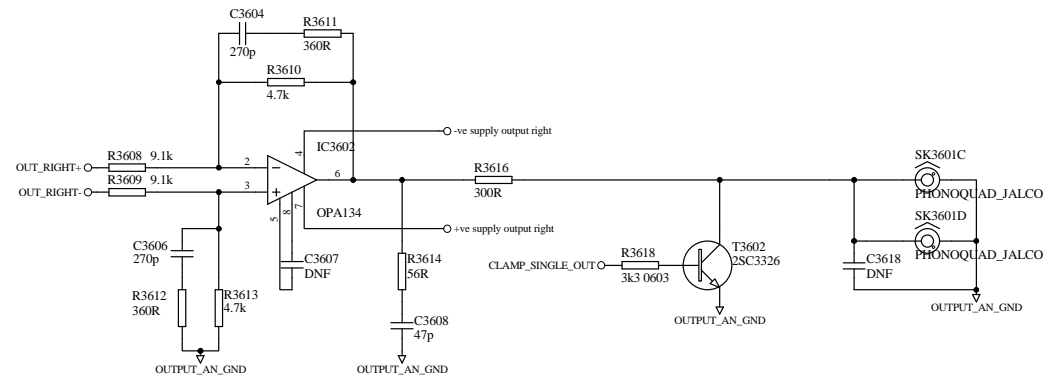 C3604
270p
R3611
360R
R3610
4.7k
4
-ve supply output right
IC3602
OUT_RIGHT+
R3608 9.1k
2
6
OUT_RIGHT-
R3609 9.1k
3
5
8
7
OPA134
+ve supply output right
R3616
300R
SK3601C
PHONOQUAD_JALCO
SK3601D
PHONOQUAD_JALCO
C3606
270p
C3607
DNF
R3614
56R
CLAMP_SINGLE_OUT
R3618
3k3 0603
T3602
2SC3326
C3618
DNF
R3612
360R
R3613
4.7k
C3608
47p
OUTPUT_AN_GND
OUTPUT_AN_GND
OUTPUT_AN_GND
OUTPUT_AN_GND